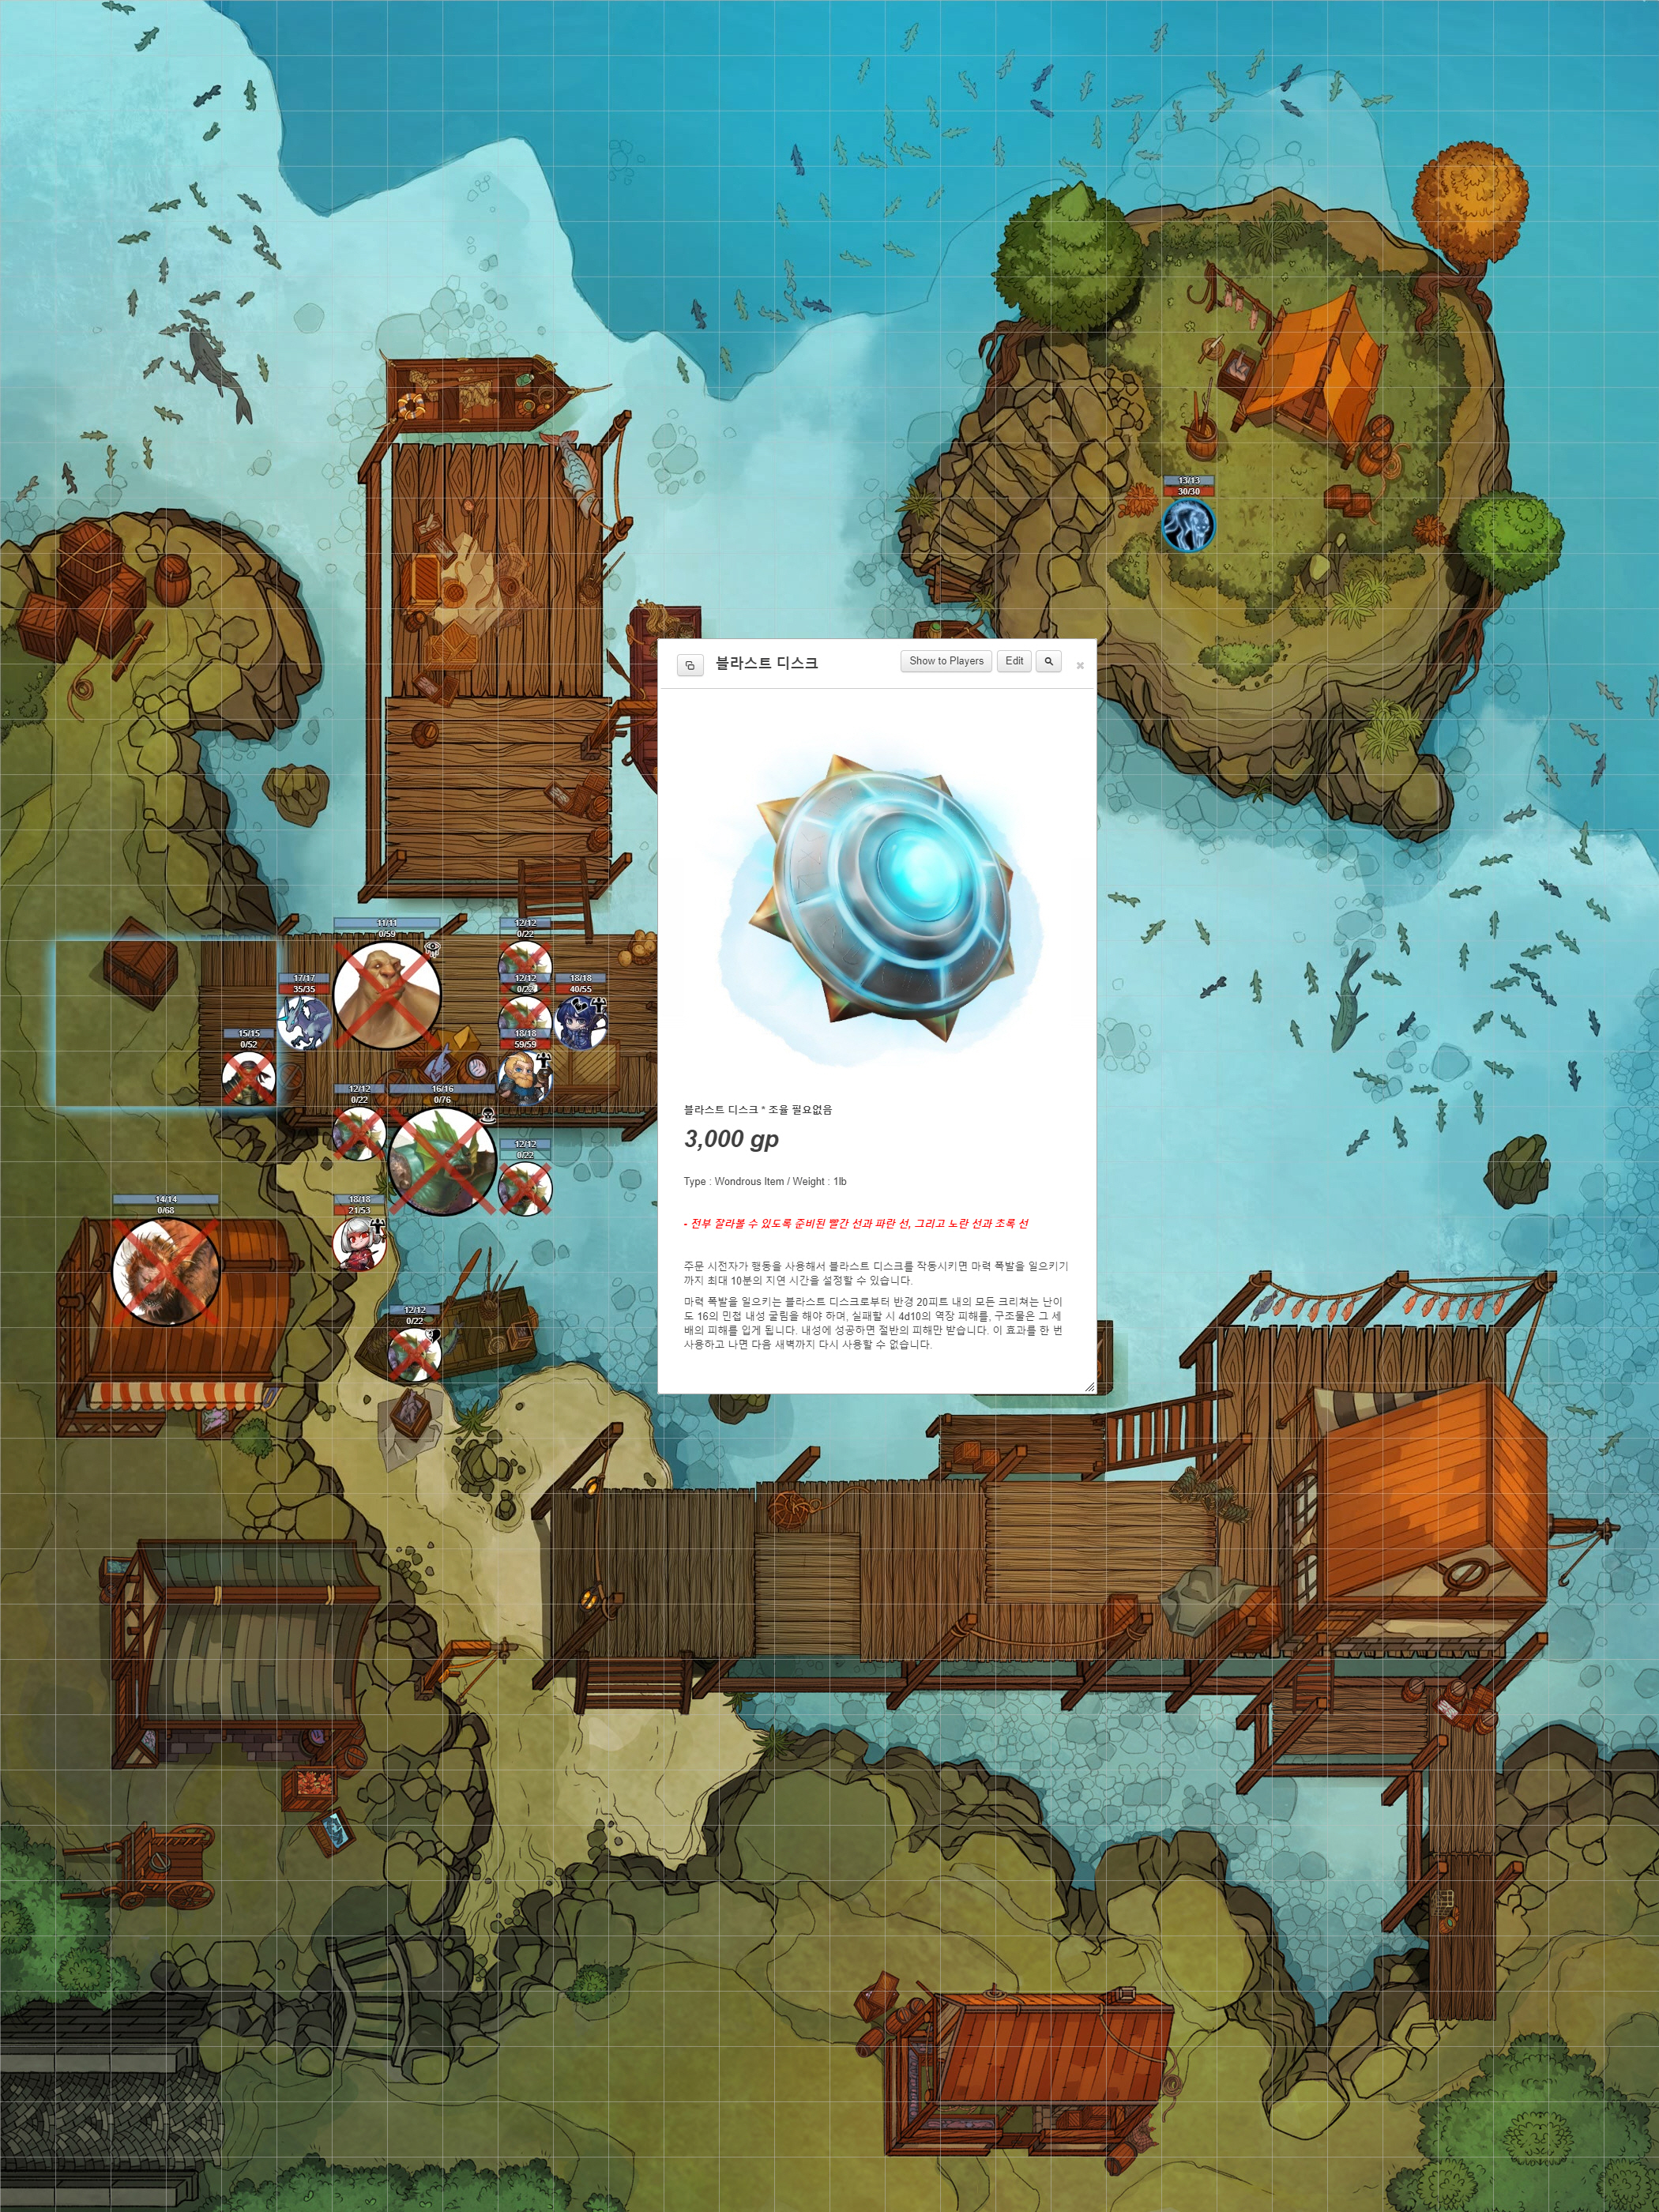 13/13
30/30
블라스트 디스크
Show to Players
Edit
블라스트 디스크 * 조율 필요없음
3,000 gp
Type : Wondrous Item / Weight : 1lb
- 전부 잘라볼 수 있도록 준비된 빨간 선과 파란 선, 그리고 노란 선과 초록 선
주문 시전자가 행동을 사용해서 블라스트 디스크를 작동시키면 마력 폭발을 일으키기
까지 최대 10분의 지연 시간을 설정할 수 있습니다.
마력 폭발을 일으키는 블라스트 디스크로부터 반경 20피트 내의 모든 크리쳐는 난이
도 16의 민첩 내성 굴림을 해야 하며, 실패할 시 4d10의 역장 피해를, 구조물은 그 세
배의 피해를 입게 됩니다. 내성에 성공하면 절반의 피해만 받습니다. 이 효과를 한 번
사용하고 나면 다음 새벽까지 다시 사용할 수 없습니다.
11/11
0/59
12/12
0/22
17/17
35/35
12/12
18/18
40/55
15/15
0/52
18/18
59/59
12/12
0/22
16/16
0/76
12/12
0/22
14/14
0/68
18/18
21/53
12/12
0/22